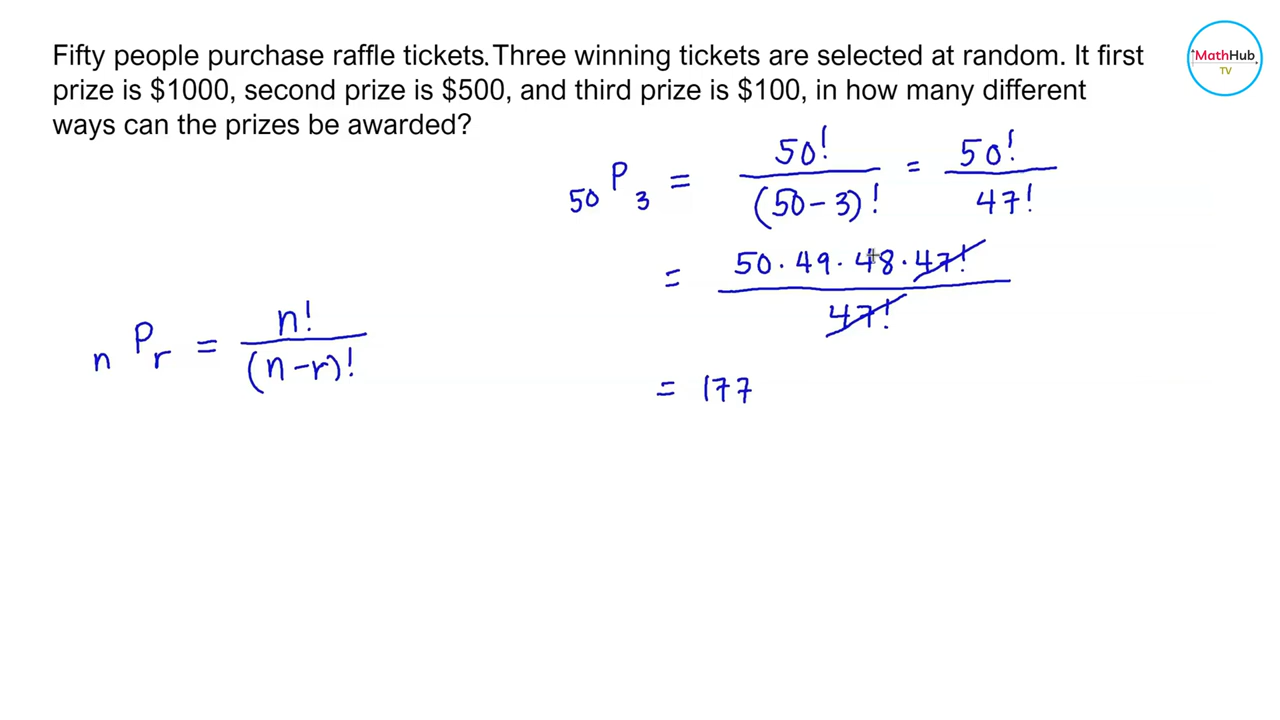 Fifty people purchase raffle tickets. Three winning tickets are selected at random. It first
prize is $1000, second prize is $500, and third prize is $100, in how many different
ways can the prizes be awarded?
MathHub
TV
50 P 3 = 50! / (50 - 3)! = 50! / 47!
= 50 · 49 · 48 · 47! / 47!
n P r = n! / (n - r)!
= 177